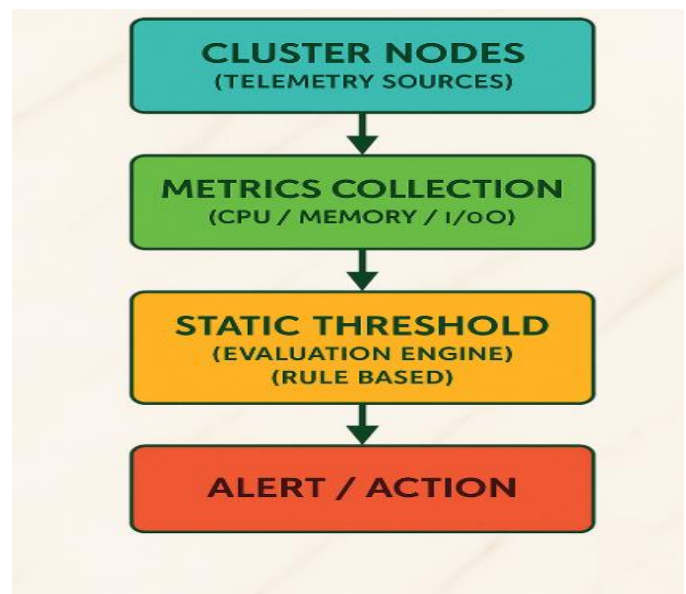 CLUSTER NODES
(TELEMETRY SOURCES)
METRICS COLLECTION
(CPU / MEMORY / I/OO)
STATIC THRESHOLD
(EVALUATION ENGINE)
(RULE BASED)
ALERT / ACTION